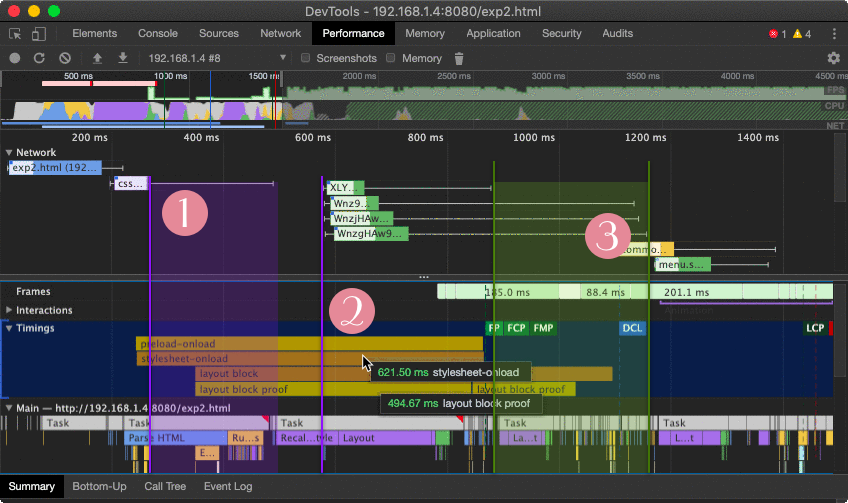 DevTools - 192.168.1.4:8080/exp2.html
Elements Console Sources Network Performance Memory Application Security Audits 1 4
192.168.1.4 #8 Screenshots Memory
500 ms 1000 ms 1500 ms 2000 ms 2500 ms 3000 ms 3500 ms 4000 ms 4500 ms
FPS
CPU
NET
200 ms 400 ms 600 ms 800 ms 1000 ms 1200 ms 1400 ms
Network
exp2.html (192...
css...
XLY...
Wnz9...
WnzjHAw...
WnzgHAw9...
1
2
3
ommo...
menu.s...
Frames 185.0 ms 88.4 ms 201.1 ms
Interactions
Timings FP FCP FMP DCL LCP
preload-onload
stylesheet-onload
layout block
621.50 ms stylesheet-onload
layout block proof layout block proof
494.67 ms layout block proof
Main — http://192.168.1.4:8080/exp2.html
Task Task Task Task Task
Parse HTML Ru...s Recal...tyle Layout La...t L...t
E...
Summary Bottom-Up Call Tree Event Log